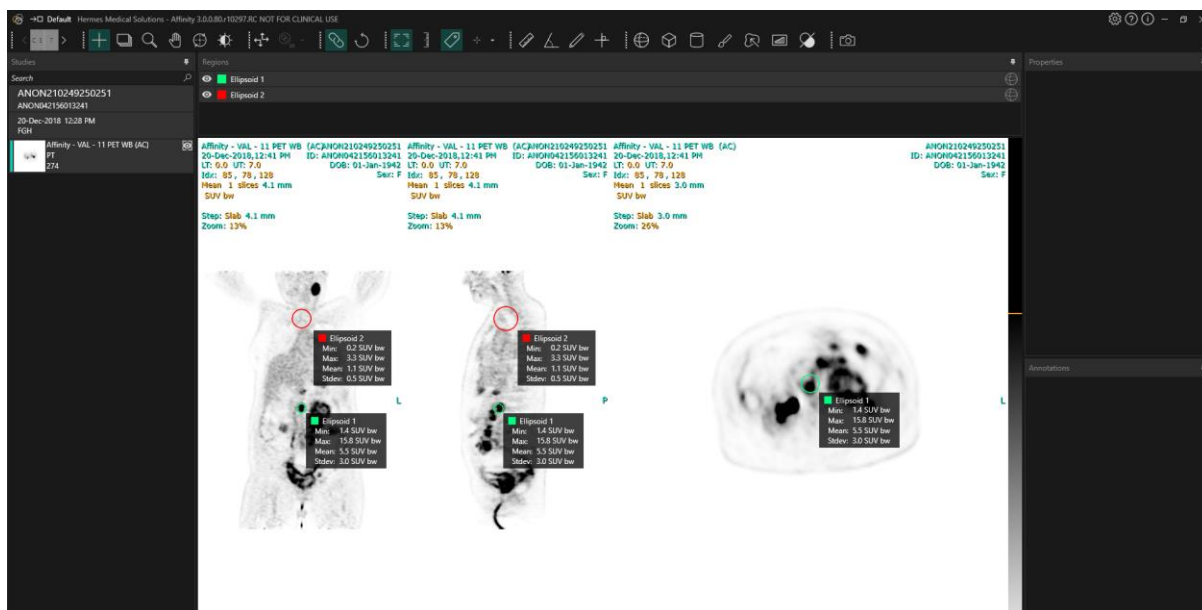 Default Hermes Medical Solutions - Affinity 3.0.0.80.r10297.RC NOT FOR CLINICAL USE
Studies
Search
ANON210249250251
ANON042156013241
20-Dec-2018 12:28 PM
FGH
Affinity - VAL - 11 PET WB (AC)
PT
274
Regions
Ellipsoid 1
Ellipsoid 2
Properties
Annotations
Affinity - VAL - 11 PET WB (AC)ANON210249250251
20-Dec-2018,12:41 PM ID: ANON042156013241
LT: 0.0 UT: 7.0 DOB: 01-Jan-1942
Idx: 85, 78, 128 Sex: F
Mean 1 slices 4.1 mm
SUV bw
Step: Slab 4.1 mm
Zoom: 13%
Ellipsoid 2
Min: 0.2 SUV bw
Max: 3.3 SUV bw
Mean: 1.1 SUV bw
Stdev: 0.5 SUV bw
L
Ellipsoid 1
Min: 1.4 SUV bw
Max: 15.8 SUV bw
Mean: 5.5 SUV bw
Stdev: 3.0 SUV bw
Affinity - VAL - 11 PET WB (AC)ANON210249250251
20-Dec-2018,12:41 PM ID: ANON042156013241
LT: 0.0 UT: 7.0 DOB: 01-Jan-1942
Idx: 85, 78, 128 Sex: F
Mean 1 slices 4.1 mm
SUV bw
Step: Slab 4.1 mm
Zoom: 13%
Ellipsoid 2
Min: 0.2 SUV bw
Max: 3.3 SUV bw
Mean: 1.1 SUV bw
Stdev: 0.5 SUV bw
P
Ellipsoid 1
Min: 1.4 SUV bw
Max: 15.8 SUV bw
Mean: 5.5 SUV bw
Stdev: 3.0 SUV bw
Affinity - VAL - 11 PET WB (AC) ANON210249250251
20-Dec-2018,12:41 PM ID: ANON042156013241
LT: 0.0 UT: 7.0 DOB: 01-Jan-1942
Idx: 85, 78, 128 Sex: F
Mean 1 slices 3.0 mm
SUV bw
Step: Slab 3.0 mm
Zoom: 26%
L
Ellipsoid 1
Min: 1.4 SUV bw
Max: 15.8 SUV bw
Mean: 5.5 SUV bw
Stdev: 3.0 SUV bw